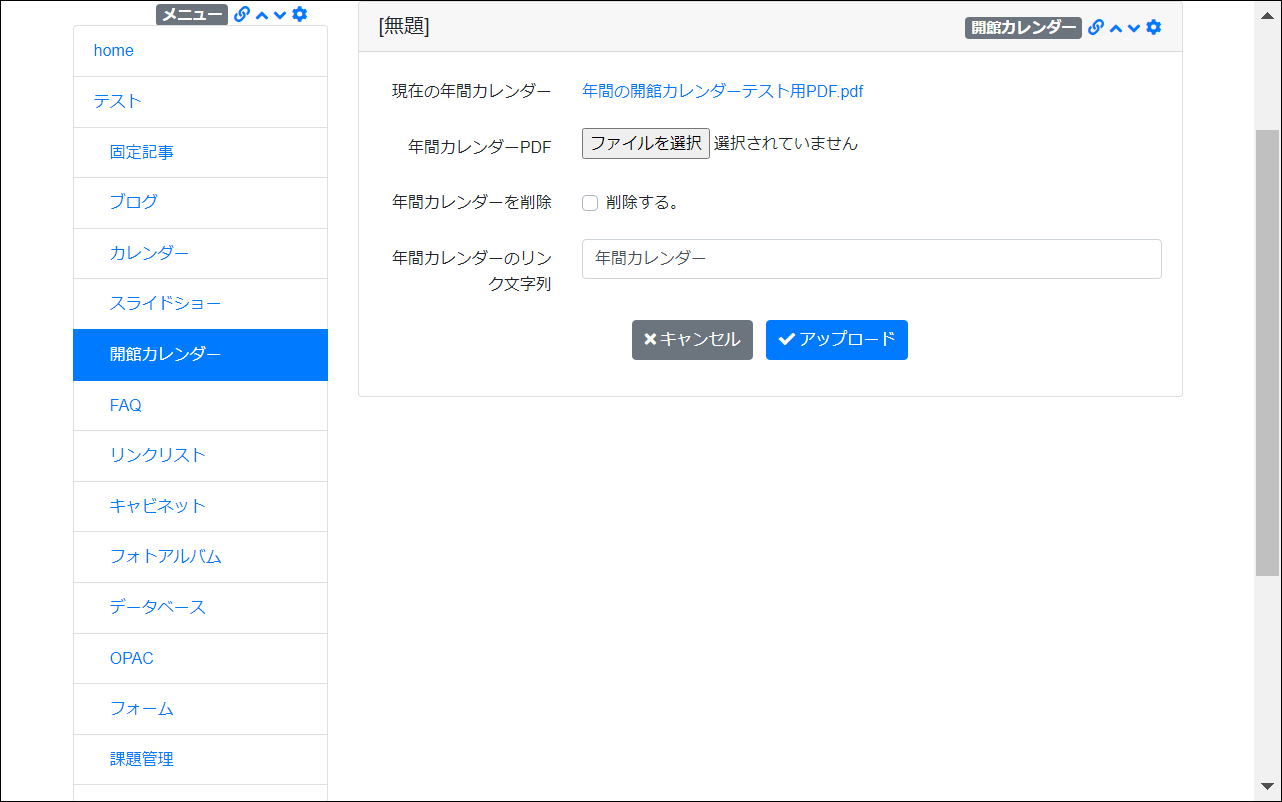 メニュー
home
テスト
固定記事
ブログ
カレンダー
スライドショー
開館カレンダー
FAQ
リンクリスト
キャビネット
フォトアルバム
データベース
OPAC
フォーム
課題管理
[無題]
開館カレンダー
現在の年間カレンダー 年間の開館カレンダーテスト用PDF.pdf
年間カレンダーPDF ファイルを選択 選択されていません
年間カレンダーを削除 削除する。
年間カレンダーのリン
ク文字列
年間カレンダー
キャンセル アップロード